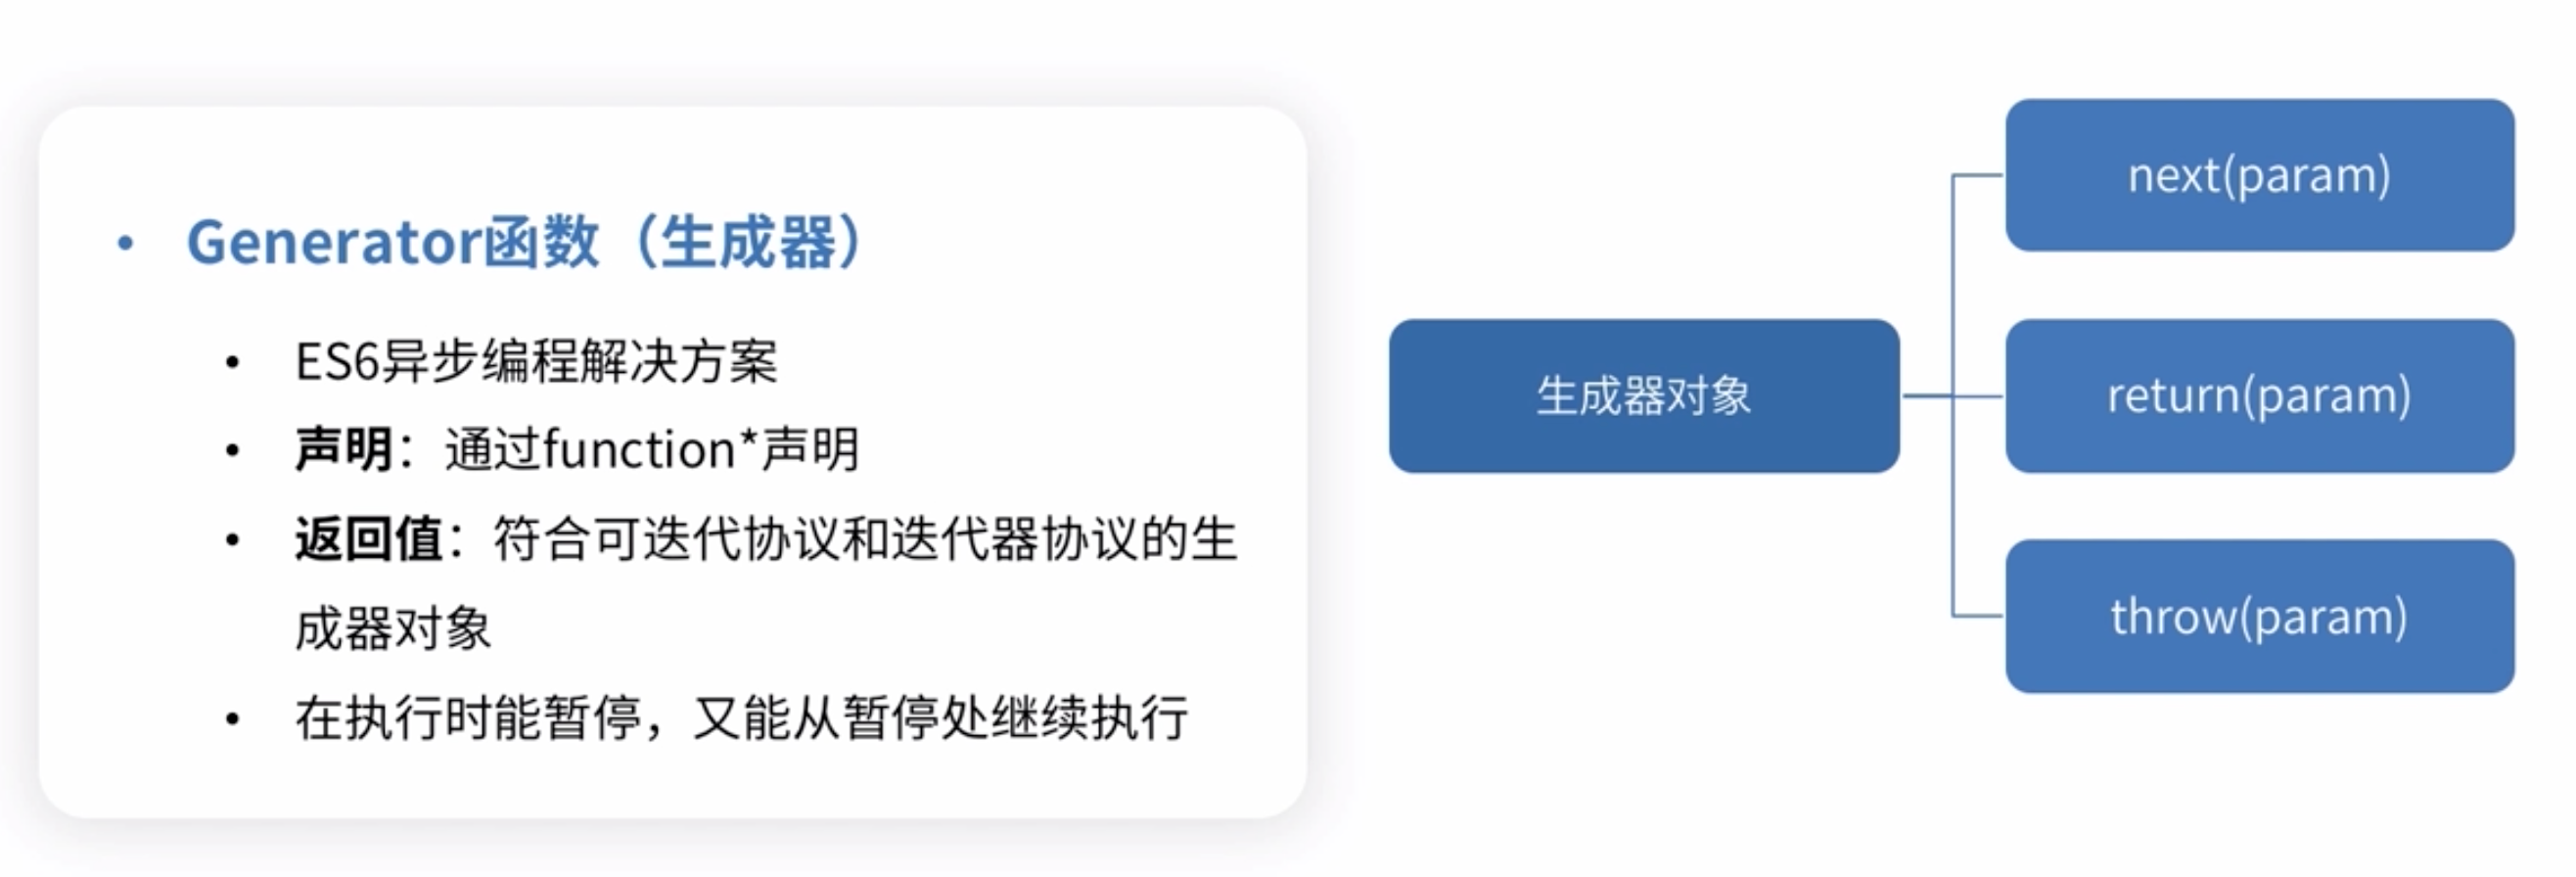 Generator函数（生成器）
ES6异步编程解决方案
声明：通过function*声明
返回值：符合可迭代协议和迭代器协议的生
成器对象
在执行时能暂停，又能从暂停处继续执行
生成器对象
next(param)
return(param)
throw(param)